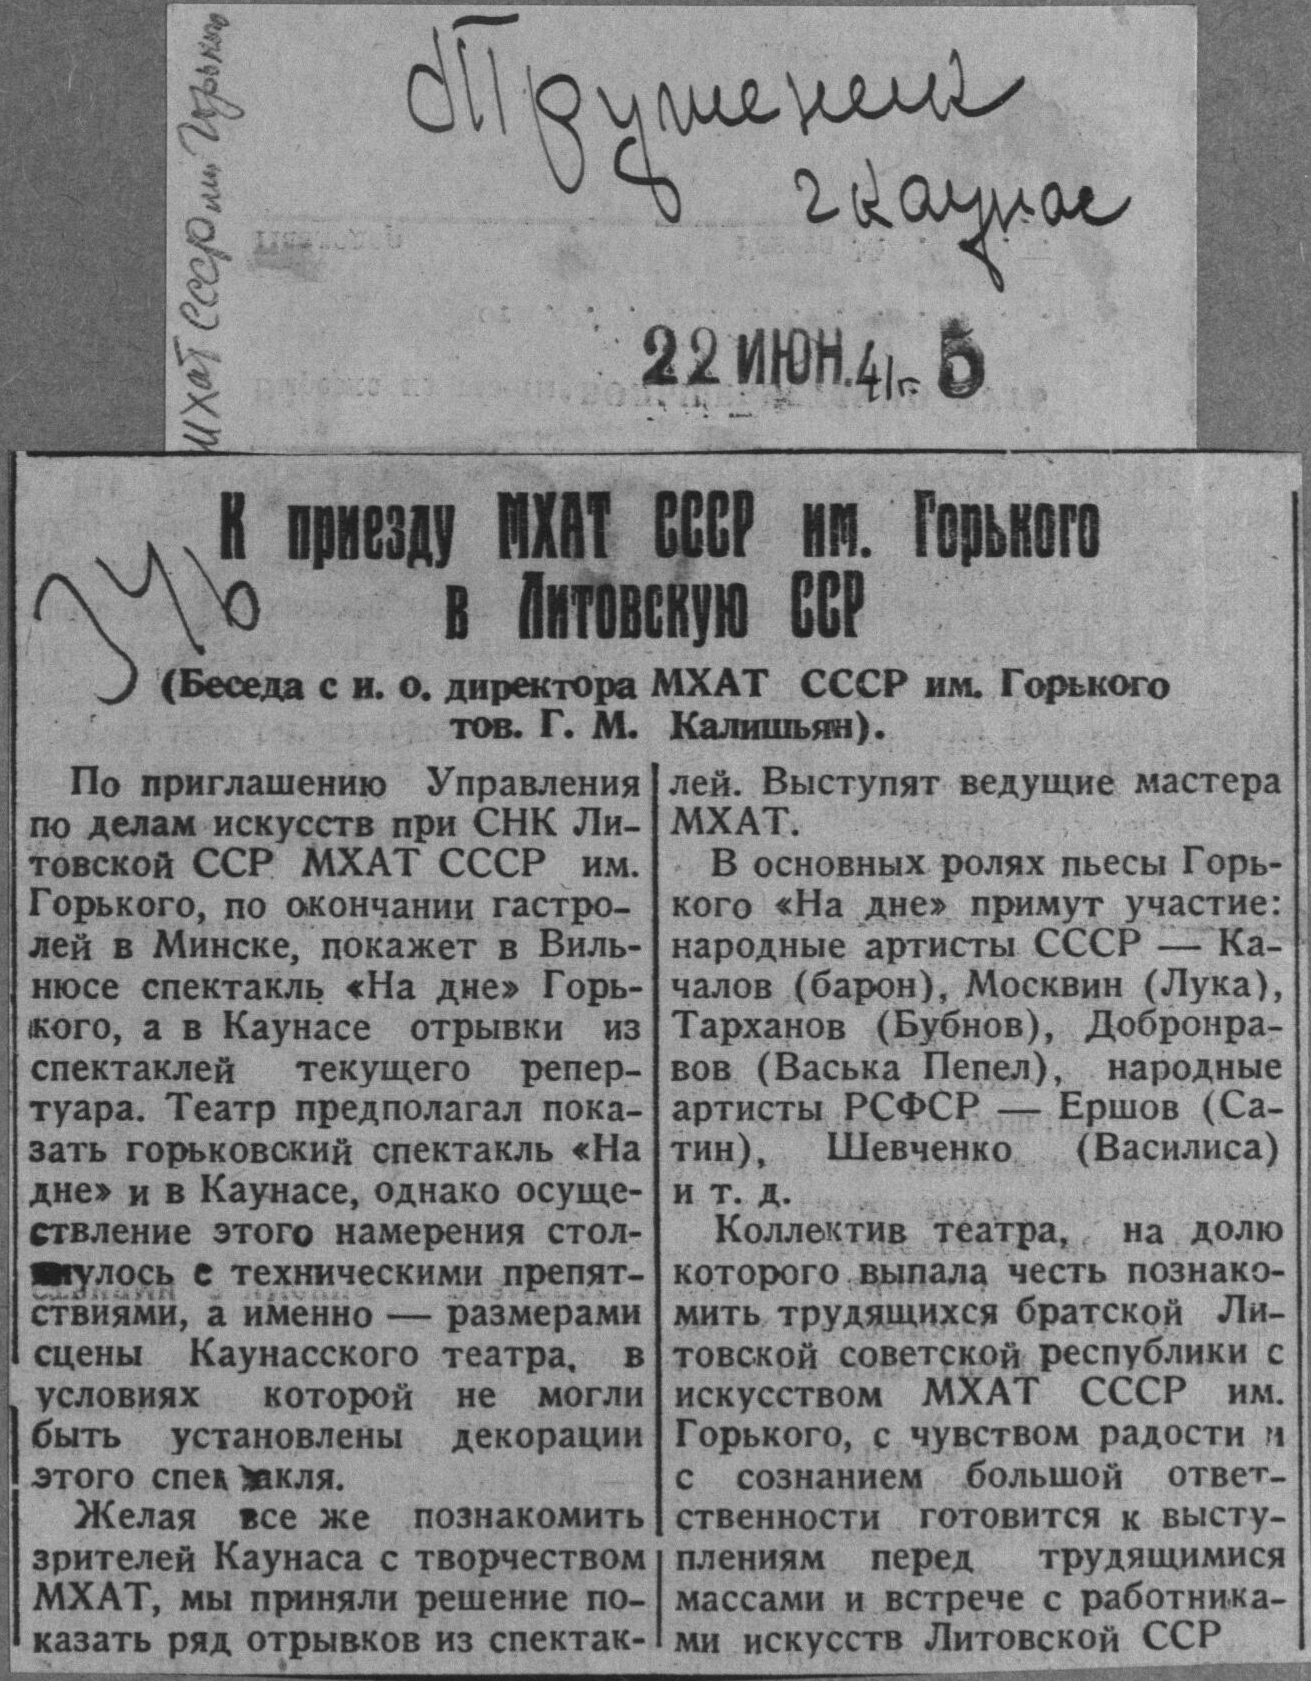 МХАТ СССР им Горького
Труженик
г Каунас
22 ИЮН. 41г. 5
К приезду МХАТ СССР им. Горького
в Литовскую ССР
(Беседа с и. о. директора МХАТ СССР им. Горького
тов. Г. М. Калишьян).
По приглашению Управления
по делам искусств при СНК Ли-
товской ССР МХАТ СССР им.
Горького, по окончании гастро-
лей в Минске, покажет в Виль-
нюсе спектакль «На дне» Горь-
кого, а в Каунасе отрывки из
спектаклей текущего репер-
туара. Театр предполагал пока-
зать горьковский спектакль «На
дне» и в Каунасе, однако осуще-
ствление этого намерения стол-
кнулось с техническими препят-
ствиями, а именно — размерами
сцены Каунасского театра, в
условиях которой не могли
быть установлены декорации
этого спектакля.
Желая все же познакомить
зрителей Каунаса с творчеством
МХАТ, мы приняли решение по-
казать ряд отрывков из спектак-
лей. Выступят ведущие мастера
МХАТ.
В основных ролях пьесы Горь-
кого «На дне» примут участие:
народные артисты СССР — Ка-
чалов (барон), Москвин (Лука),
Тарханов (Бубнов), Добронра-
вов (Васька Пепел), народные
артисты РСФСР — Ершов (Са-
тин), Шевченко (Василиса)
и т. д.
Коллектив театра, на долю
которого выпала честь познако-
мить трудящихся братской Ли-
товской советской республики с
искусством МХАТ СССР им.
Горького, с чувством радости и
с сознанием большой ответ-
ственности готовится к высту-
плениям перед трудящимися
массами и встрече с работника-
ми искусств Литовской ССР